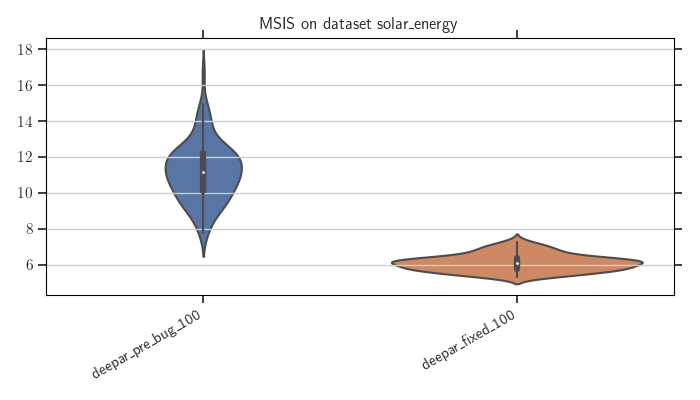 MSIS on dataset solar_energy
18
16
14
12
10
8
6
deepar_pre_bug_100
deepar_fixed_100